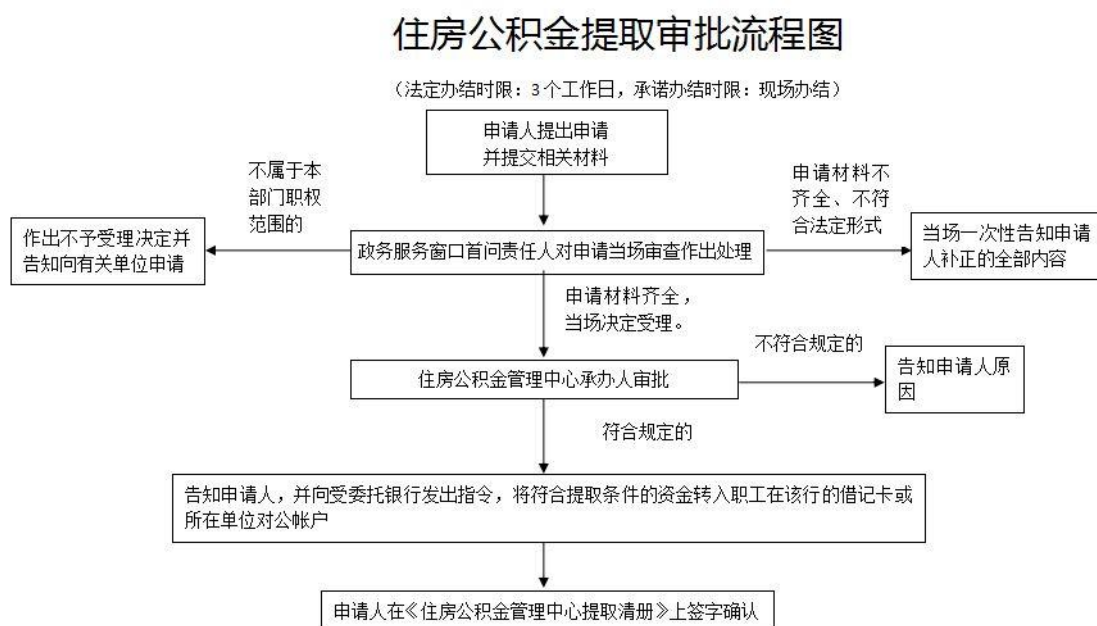 住房公积金提取审批流程图
（法定办结时限：3个工作日，承诺办结时限：现场办结）
申请人提出申请
并提交相关材料
不属于本
部门职权
范围的
申请材料不
齐全、不符
合法定形式
作出不予受理决定并
告知向有关单位申请
政务服务窗口首问责任人对申请当场审查作出处理
当场一次性告知申请
人补正的全部内容
申请材料齐全，
当场决定受理。
不符合规定的
住房公积金管理中心承办人审批
告知申请人原
因
符合规定的
告知申请人，并向受委托银行发出指令，将符合提取条件的资金转入职工在该行的借记卡或
所在单位对公帐户
申请人在《住房公积金管理中心提取清册》上签字确认